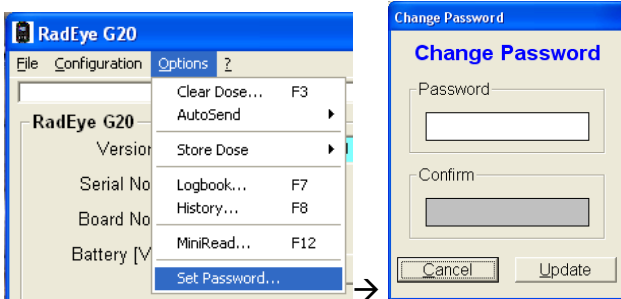 RadEye G20
File Configuration Options ?
Clear Dose... F3
AutoSend
Store Dose
Logbook... F7
History... F8
MiniRead... F12
Set Password...
RadEye G20
Version
Serial No
Board No
Battery [V
→
Change Password
Change Password
Password
Confirm
Cancel Update